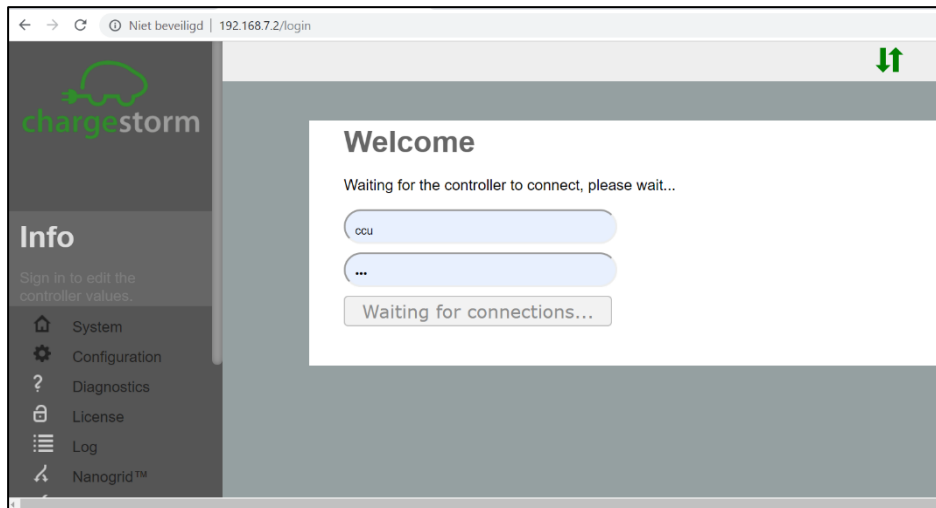 Niet beveiligd | 192.168.7.2/login
chargestorm
Info
Sign in to edit the
controller values.
System
Configuration
Diagnostics
License
Log
Nanogrid™
Welcome
Waiting for the controller to connect, please wait...
ccu
•••
Waiting for connections...